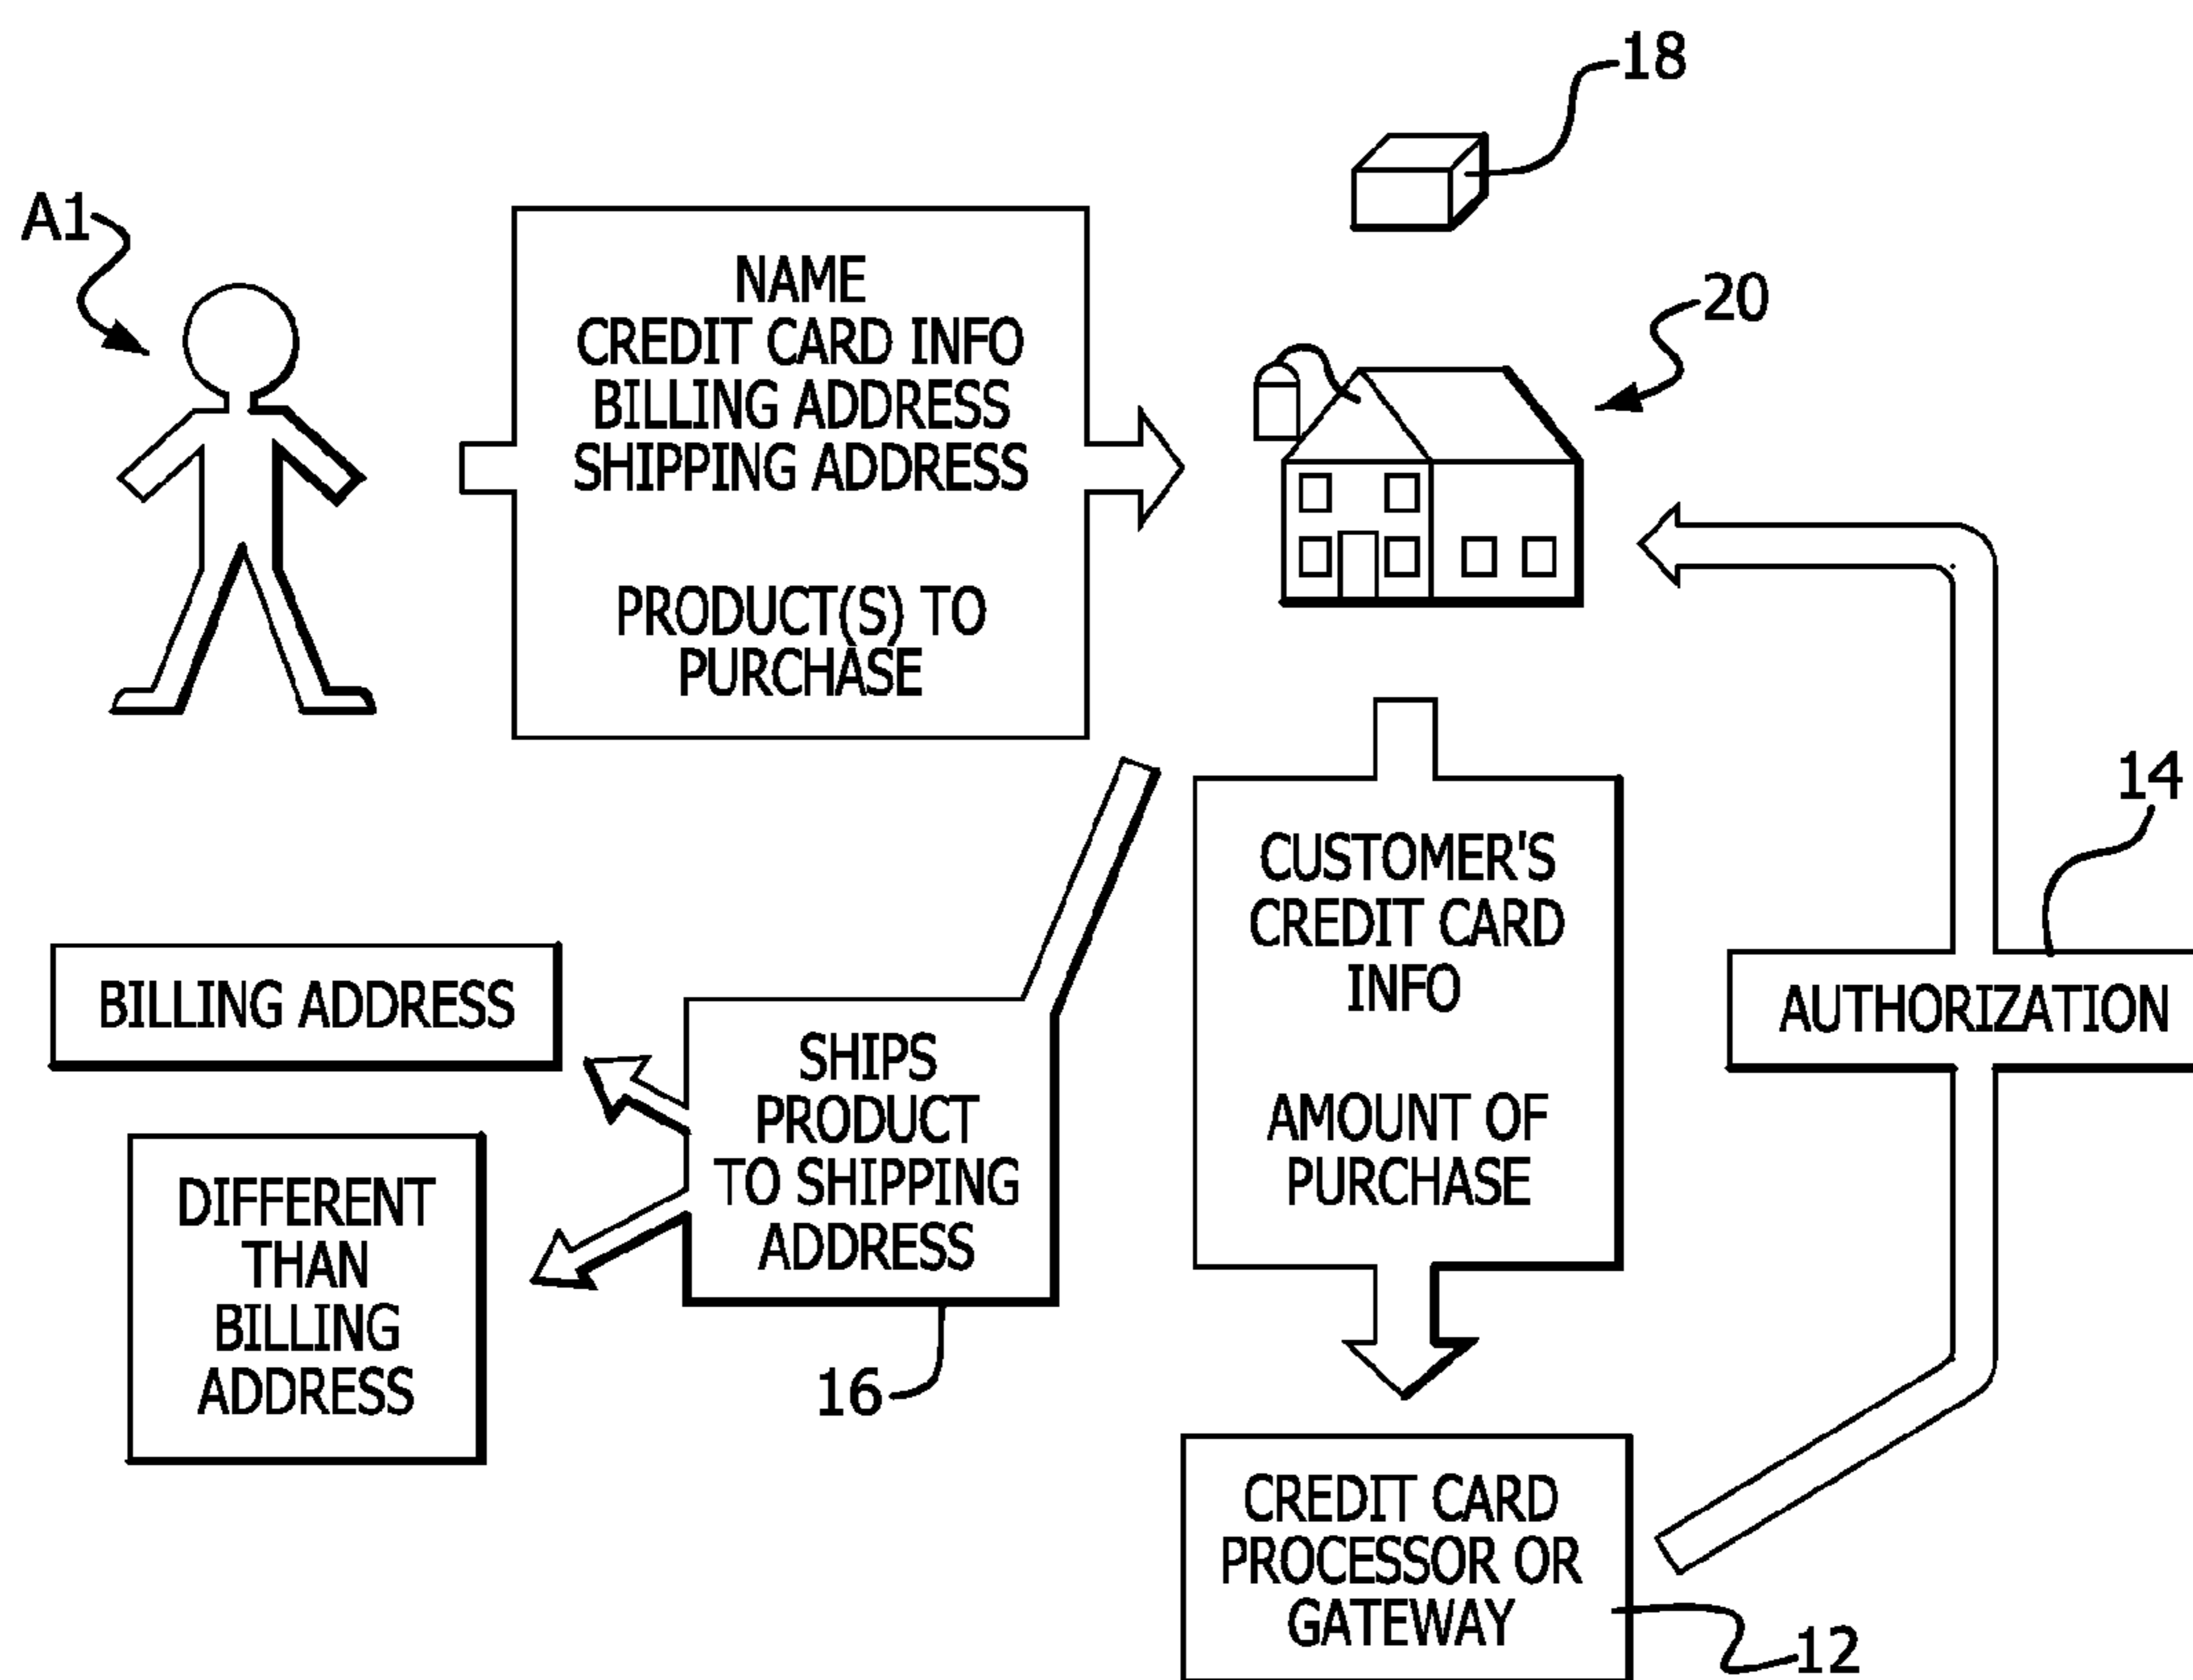 18
A1
20
NAME
CREDIT CARD INFO
BILLING ADDRESS
SHIPPING ADDRESS
PRODUCT(S) TO
PURCHASE
14
CUSTOMER'S
CREDIT CARD
INFO
AMOUNT OF
PURCHASE
AUTHORIZATION
BILLING ADDRESS
SHIPS
PRODUCT
TO SHIPPING
ADDRESS
DIFFERENT
THAN
BILLING
ADDRESS
16
CREDIT CARD
PROCESSOR OR
GATEWAY
12